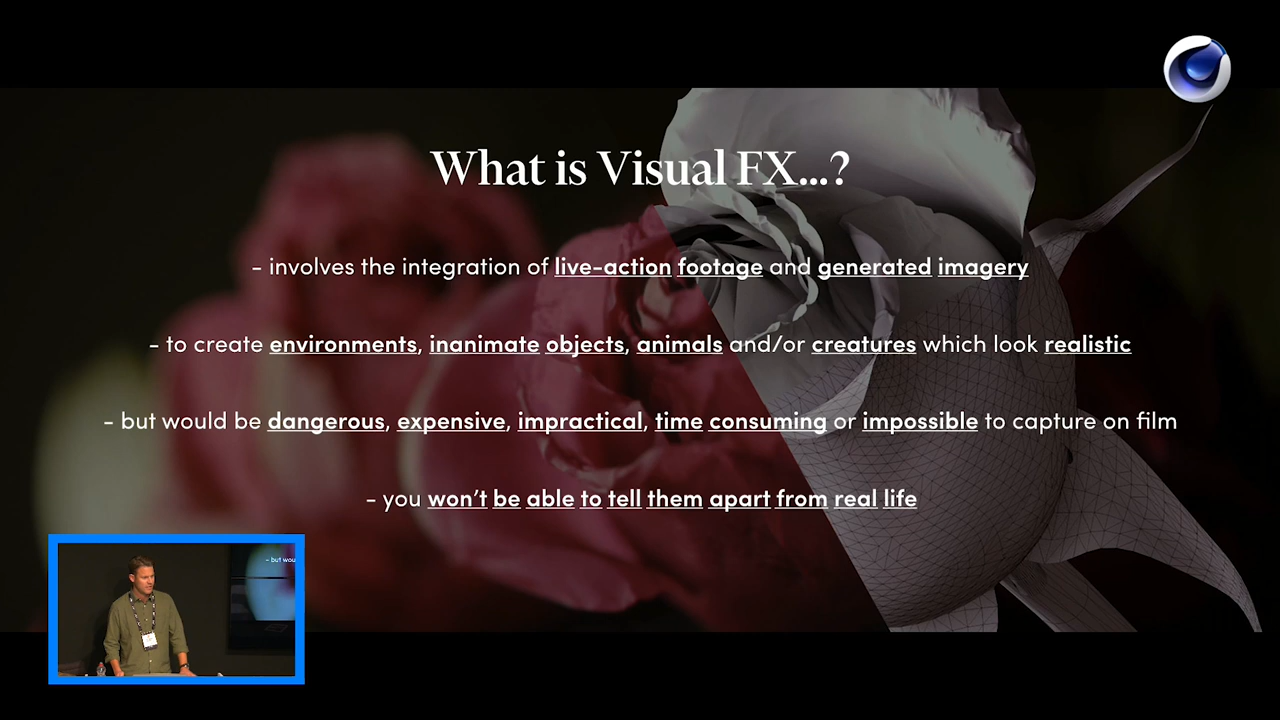 What is Visual FX...?
- involves the integration of live-action footage and generated imagery
- to create environments, inanimate objects, animals and/or creatures which look realistic
- but would be dangerous, expensive, impractical, time consuming or impossible to capture on film
- you won't be able to tell them apart from real life
- but wou